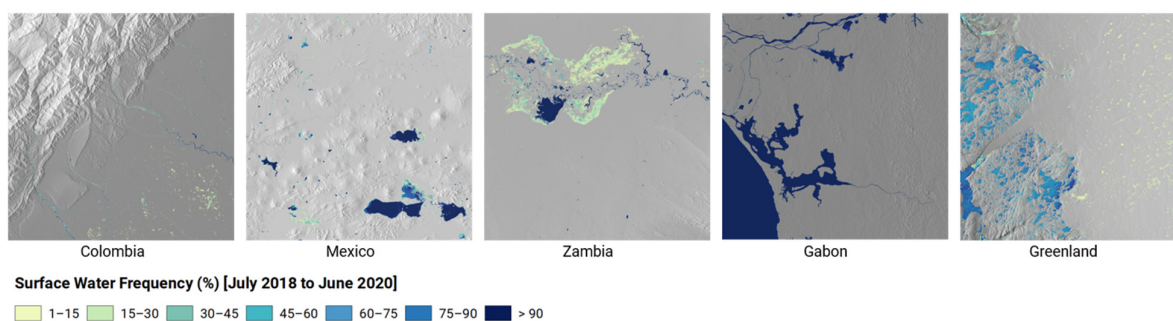 Colombia
Mexico
Zambia
Gabon
Greenland
Surface Water Frequency (%) [July 2018 to June 2020]
1–15 15–30 30–45 45–60 60–75 75–90 > 90